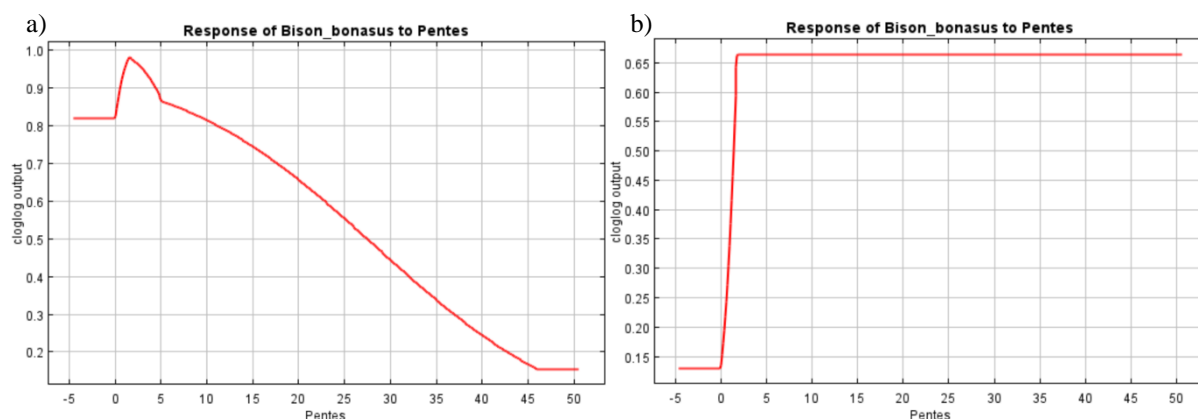 a)
Response of Bison_bonasus to Pentes
1.0
0.9
0.8
0.7
0.6
0.5
0.4
0.3
0.2
cloglog output
-5 0 5 10 15 20 25 30 35 40 45 50
Pentes
b)
Response of Bison_bonasus to Pentes
0.65
0.60
0.55
0.50
0.45
0.40
0.35
0.30
0.25
0.20
0.15
cloglog output
-5 0 5 10 15 20 25 30 35 40 45 50
Pentes